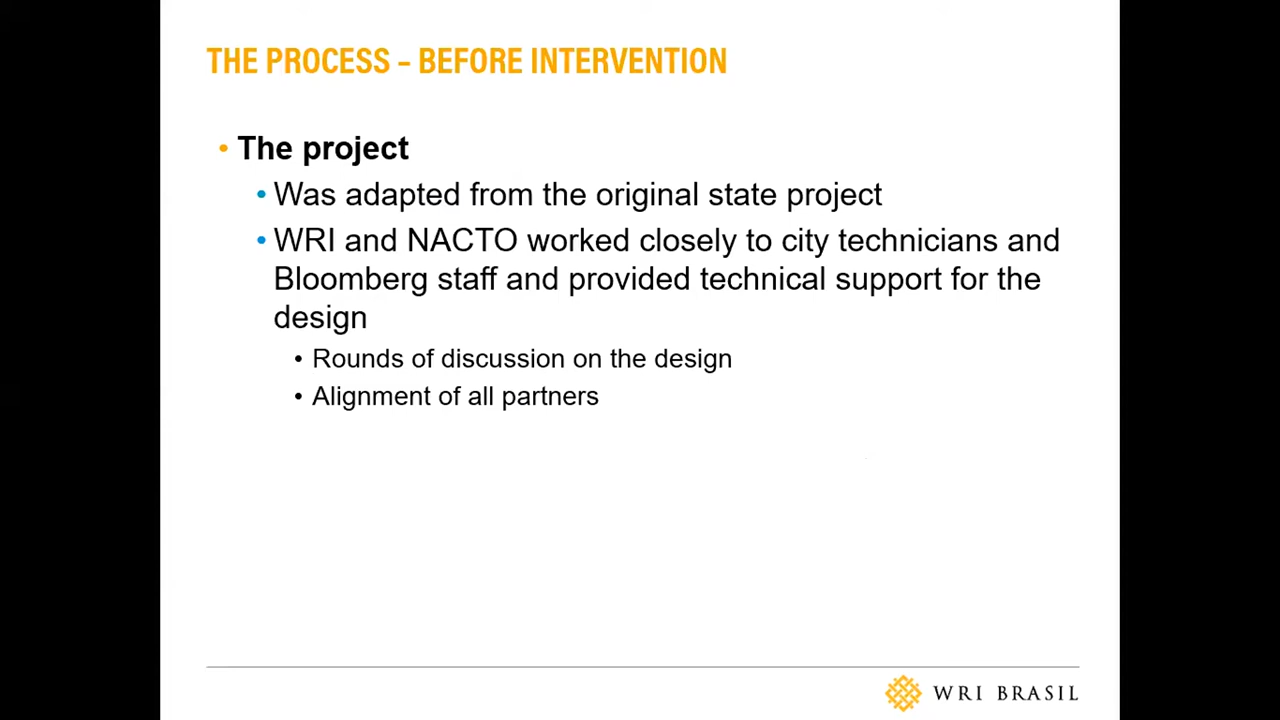 THE PROCESS – BEFORE INTERVENTION
• The project
• Was adapted from the original state project
• WRI and NACTO worked closely to city technicians and
Bloomberg staff and provided technical support for the
design
• Rounds of discussion on the design
• Alignment of all partners
WRI BRASIL